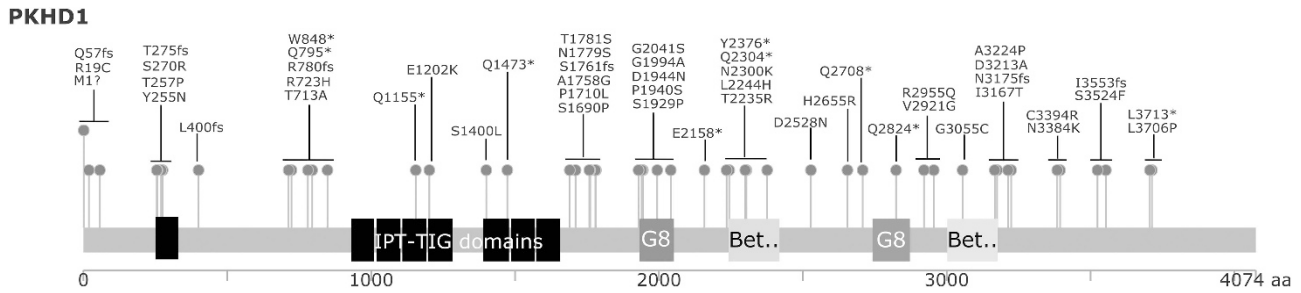 PKHD1
Q57fs
R19C
M1?
T275fs
S270R
T257P
Y255N
L400fs
W848*
Q795*
R780fs
R723H
T713A
Q1155*
E1202K
S1400L
Q1473*
T1781S
N1779S
S1761fs
A1758G
P1710L
S1690P
G2041S
G1994A
D1944N
P1940S
S1929P
E2158*
Y2376*
Q2304*
N2300K
L2244H
T2235R
D2528N
H2655R
Q2708*
Q2824*
R2955Q
V2921G
G3055C
A3224P
D3213A
N3175fs
I3167T
C3394R
N3384K
I3553fs
S3524F
L3713*
L3706P
IPT-TIG domains
G8
Bet..
G8
Bet..
0 1000 2000 3000 4074 aa